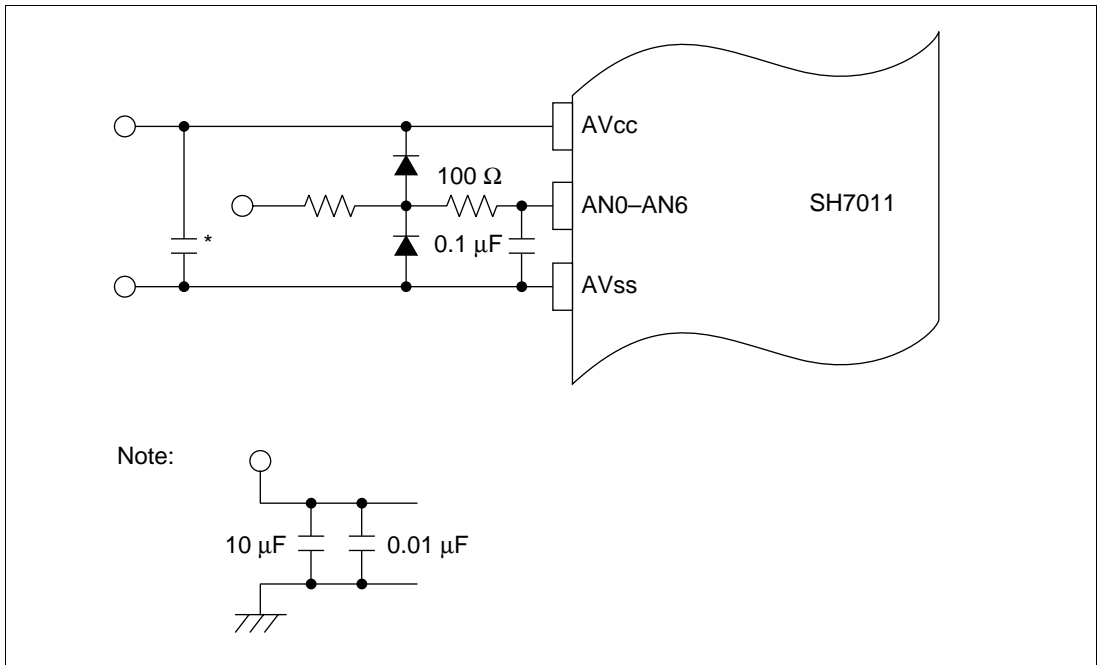 AVcc
100 Ω
AN0–AN6
SH7011
*
0.1 μF
AVss
Note:
10 μF
0.01 μF